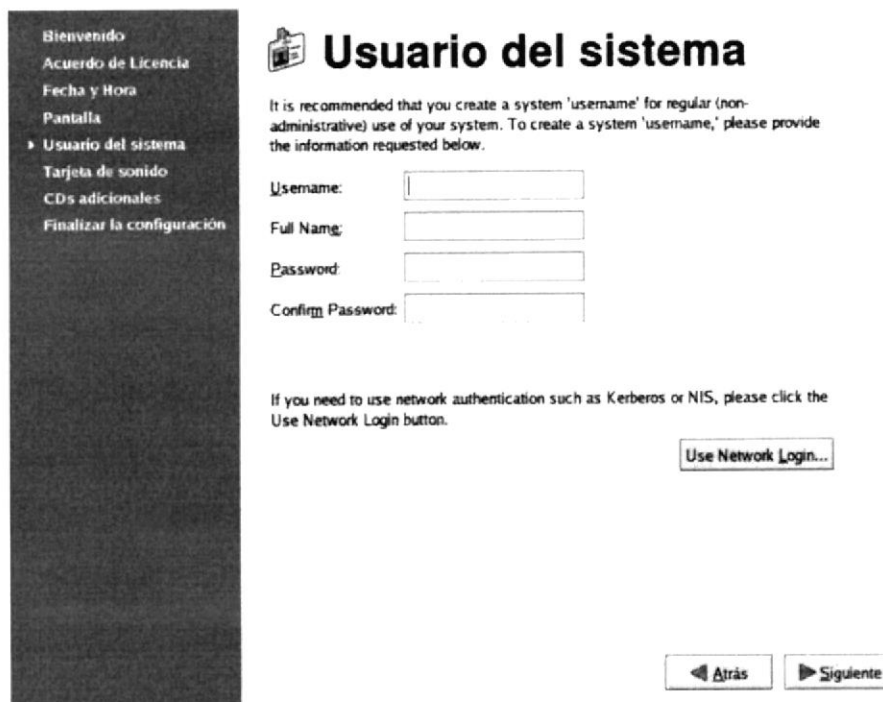 Bienvenido
Acuerdo de Licencia
Fecha y Hora
Pantalla
Usuario del sistema
Tarjeta de sonido
CDs adicionales
Finalizar la configuración
Usuario del sistema
It is recommended that you create a system 'username' for regular (non-
administrative) use of your system. To create a system 'username,' please provide
the information requested below.
Username:
Full Name:
Password:
Confirm Password:
If you need to use network authentication such as Kerberos or NIS, please click the
Use Network Login button.
Use Network Login...
Atrás
Siguiente